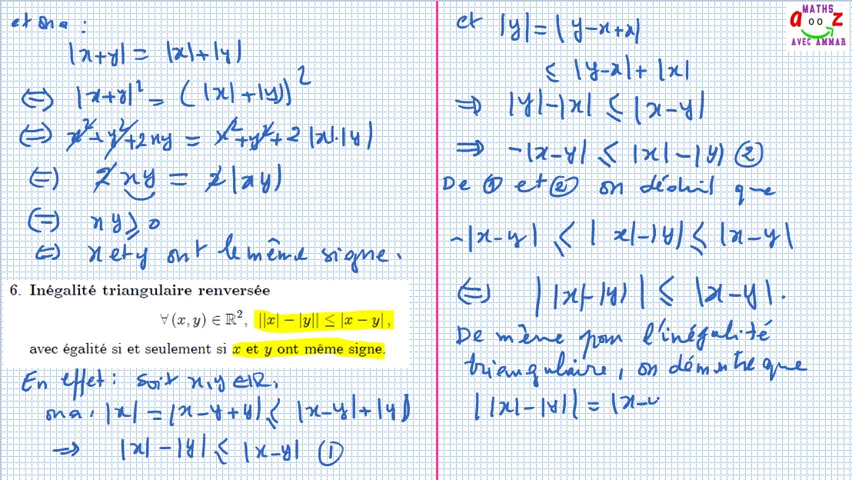 et on a :
|x+y| = |x|+|y|
⇔ |x+y|² = (|x|+|y|)²
⇔ x²+y²+2xy = x²+y²+2|x|.|y|
⇔ 2xy = 2|xy|
⇔ xy ≥ 0
⇔ x et y ont le même signe.
6. Inégalité triangulaire renversée
∀(x,y) ∈ ℝ², ||x| − |y|| ≤ |x − y|,
avec égalité si et seulement si x et y ont même signe.
En effet : soit x,y ∈ ℝ.
on a, |x| = |x−y+y| ≤ |x−y|+|y|
⇒ |x|−|y| ≤ |x−y| ①
et |y| = |y−x+x|
≤ |y−x|+|x|
⇒ |y|−|x| ≤ |x−y|
⇒ −|x−y| ≤ |x|−|y| ②
De ① et ② on déduit que
−|x−y| ≤ |x|−|y| ≤ |x−y|
⇔ ||x|−|y|| ≤ |x−y|.
De même pour l'inégalité
triangulaire, on démontre que
||x|−|y|| = |x−
MATHS
a oo z
AVEC AMMAR